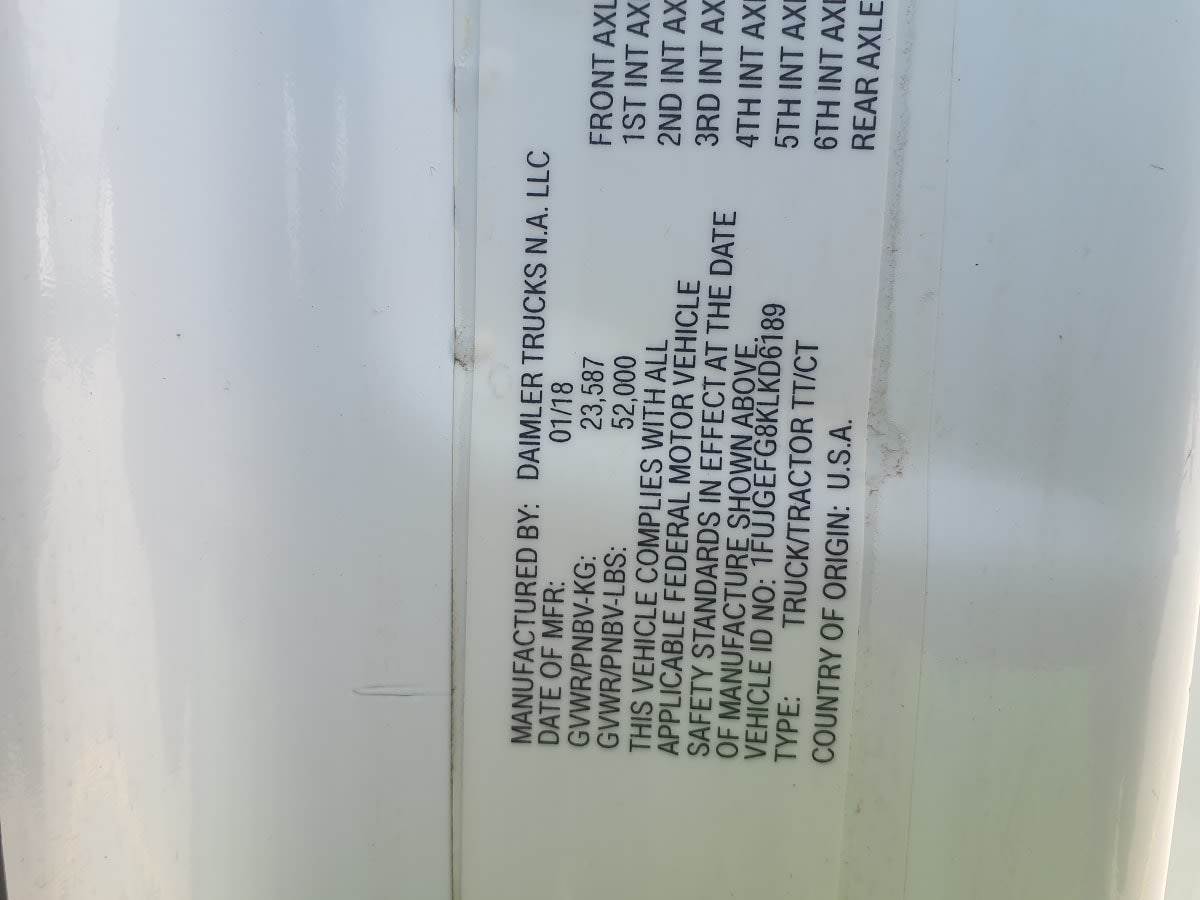 MANUFACTURED BY: DAIMLER TRUCKS N.A. LLC
DATE OF MFR: 01/18
GVWR/PNBV-KG: 23,587
GVWR/PNBV-LBS: 52,000
THIS VEHICLE COMPLIES WITH ALL
APPLICABLE FEDERAL MOTOR VEHICLE
SAFETY STANDARDS IN EFFECT AT THE DATE
OF MANUFACTURE SHOWN ABOVE.
VEHICLE ID NO: 1FUJGEFG8KLKD6189
TYPE: TRUCK/TRACTOR TT/CT
COUNTRY OF ORIGIN: U.S.A.
FRONT AXL
1ST INT AX
2ND INT AX
3RD INT AX
4TH INT AXL
5TH INT AXL
6TH INT AXL
REAR AXLE